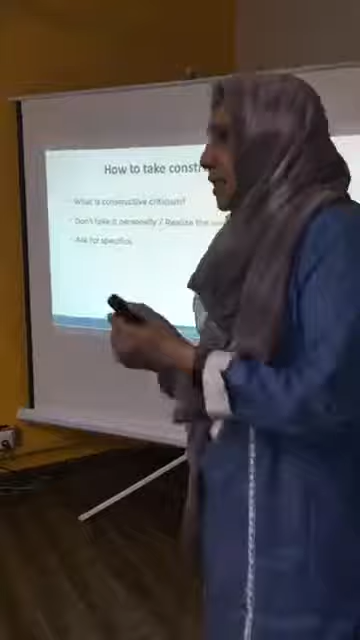 How to take constr
What is constructive criticism?
Don't take it personally / Realize the
Ask for specifics